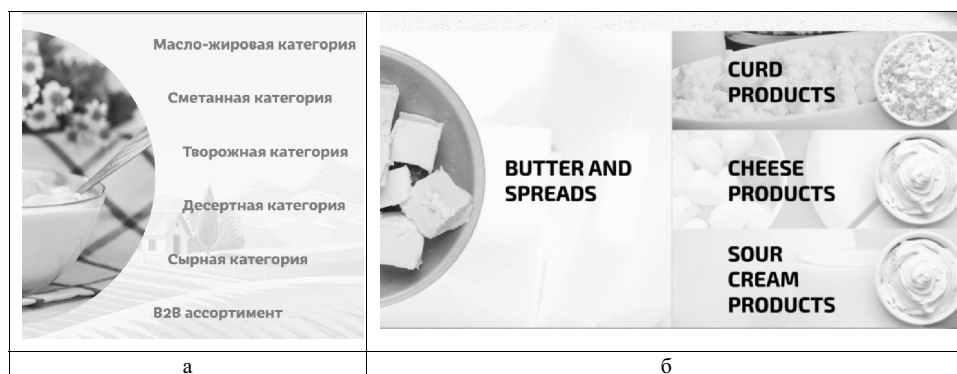 Масло-жировая категория
Сметанная категория
Творожная категория
Десертная категория
Сырная категория
B2B ассортимент
BUTTER AND
SPREADS
CURD
PRODUCTS
CHEESE
PRODUCTS
SOUR
CREAM
PRODUCTS
а
б